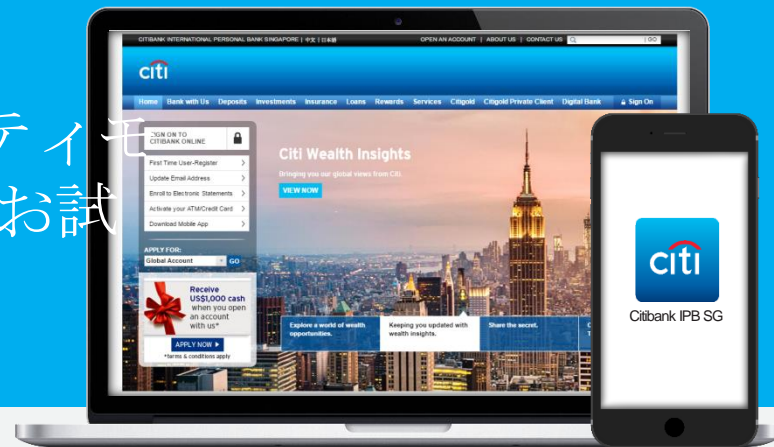 CITIBANK INTERNATIONAL PERSONAL BANK SINGAPORE | 中文 | 日本語
OPEN AN ACCOUNT | ABOUT US | CONTACT US
GO
citi
Home Bank with Us Deposits Investments Insurance Loans Rewards Services Citigold Citigold Private Client Digital Bank Sign On
ティモ
お試
SIGN ON TO
CITIBANK ONLINE
First Time User-Register
Update Email Address
Enroll to Electronic Statements
Activate your ATM/Credit Card
Download Mobile App
APPLY FOR:
Global Account GO
Receive
US$1,000 cash
when you open
an account
with us*
APPLY NOW
*terms & conditions apply
Citi Wealth Insights
Bringing you our global views from Citi.
VIEW NOW
Explore a world of wealth
opportunities.
Keeping you updated with
wealth insights.
Share the secret.
citi
Citibank IPB SG